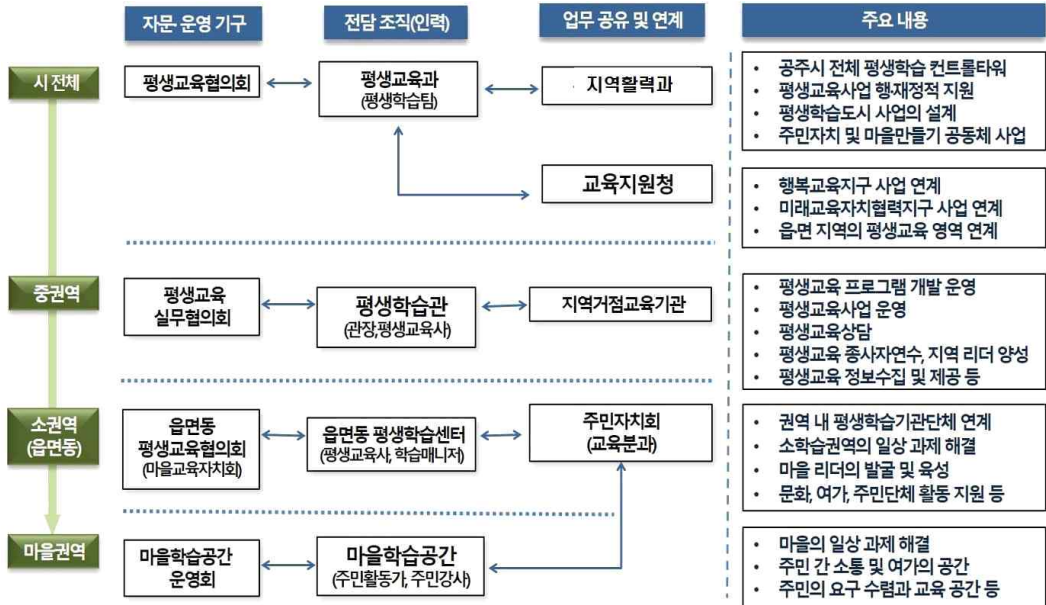 자문·운영 기구
전담 조직(인력)
업무 공유 및 연계
주요 내용
시 전체
평생교육협의회
평생교육과
(평생학습팀)
지역활력과
• 공주시 전체 평생학습 컨트롤타워
• 평생교육사업 행·재정적 지원
• 평생학습도시 사업의 설계
• 주민자치 및 마을만들기 공동체 사업
교육지원청
• 행복교육지구 사업 연계
• 미래교육자치협력지구 사업 연계
• 읍·면 지역의 평생교육 영역 연계
중권역
평생교육
실무협의회
평생학습관
(관장,평생교육사)
지역거점교육기관
• 평생교육 프로그램 개발 운영
• 평생교육사업 운영
• 평생교육상담
• 평생교육 종사자연수, 지역 리더 양성
• 평생교육 정보수집 및 제공 등
소권역
(읍면동)
읍면동
평생교육협의회
(마을교육자치회)
읍면동 평생학습센터
(평생교육사, 학습매니저)
주민자치회
(교육분과)
• 권역 내 평생학습기관단체 연계
• 소학습권역의 일상 과제 해결
• 마을 리더의 발굴 및 육성
• 문화, 여가, 주민단체 활동 지원 등
마을권역
마을학습공간
운영회
마을학습공간
(주민활동가, 주민강사)
• 마을의 일상 과제 해결
• 주민 간 소통 및 여가의 공간
• 주민의 요구 수렴과 교육 공간 등